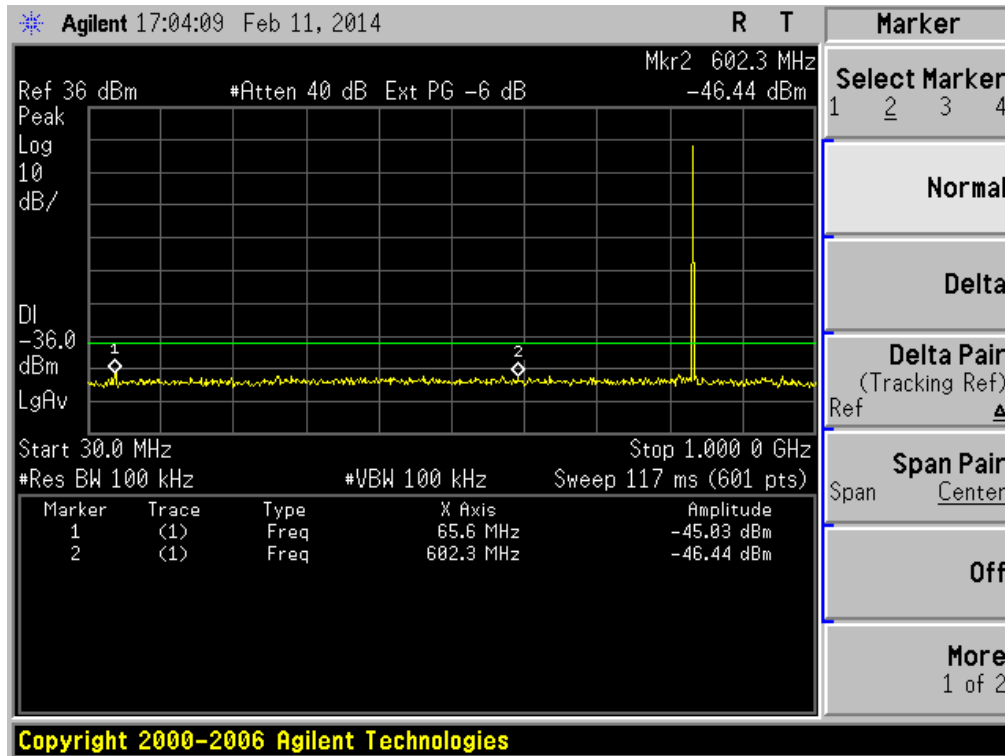 Agilent 17:04:09 Feb 11, 2014 R T
Mkr2 602.3 MHz
Ref 36 dBm #Atten 40 dB Ext PG -6 dB -46.44 dBm
Peak
Log
10
dB/
DI
-36.0
dBm
LgAv
1
2
Start 30.0 MHz Stop 1.000 0 GHz
#Res BW 100 kHz #VBW 100 kHz Sweep 117 ms (601 pts)
Marker Trace Type X Axis Amplitude
1 (1) Freq 65.6 MHz -45.03 dBm
2 (1) Freq 602.3 MHz -46.44 dBm
Marker
Select Marker
1 2 3 4
Normal
Delta
Delta Pair
(Tracking Ref)
Ref Δ
Span Pair
Span Center
Off
More
1 of 2
Copyright 2000-2006 Agilent Technologies